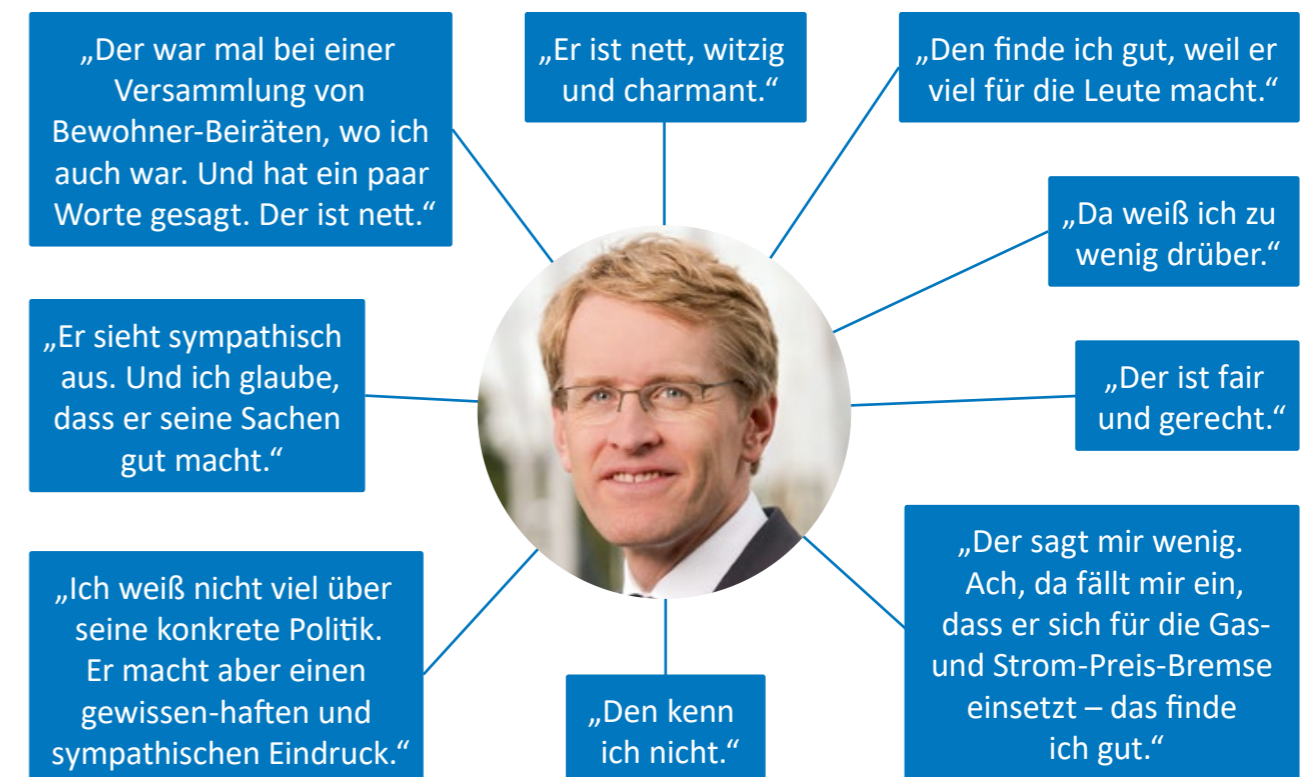 „Der war mal bei einer
Versammlung von
Bewohner-Beiräten, wo ich
auch war. Und hat ein paar
Worte gesagt. Der ist nett.“
„Er ist nett, witzig
und charmant.“
„Den finde ich gut, weil er
viel für die Leute macht.“
„Da weiß ich zu
wenig drüber.“
„Er sieht sympathisch
aus. Und ich glaube,
dass er seine Sachen
gut macht.“
„Der ist fair
und gerecht.“
„Ich weiß nicht viel über
seine konkrete Politik.
Er macht aber einen
gewissen-haften und
sympathischen Eindruck.“
„Den kenn
ich nicht.“
„Der sagt mir wenig.
Ach, da fällt mir ein,
dass er sich für die Gas-
und Strom-Preis-Bremse
einsetzt – das finde
ich gut.“